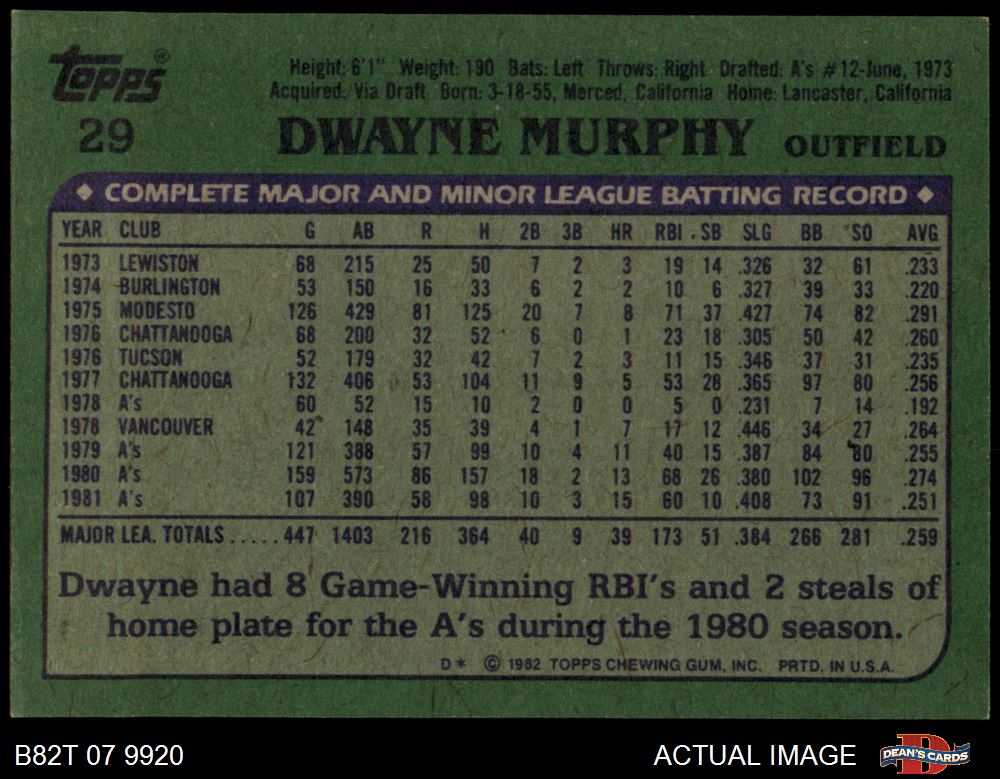 Topps®
Height: 6'1" Weight: 190 Bats: Left Throws: Right Drafted: A's #12-June, 1973
Acquired: Via Draft Born: 3-18-55, Merced, California Home: Lancaster, California
29 DWAYNE MURPHY OUTFIELD
◆ COMPLETE MAJOR AND MINOR LEAGUE BATTING RECORD ◆
YEAR CLUB G AB R H 2B 3B HR RBI SB SLG BB SO AVG
1973 LEWISTON 68 215 25 50 7 2 3 19 14 .326 32 61 .233
1974 BURLINGTON 53 150 16 33 6 2 2 10 6 .327 39 33 .220
1975 MODESTO 126 429 81 125 20 7 8 71 37 .427 74 82 .291
1976 CHATTANOOGA 68 200 32 52 6 0 1 23 18 .305 50 42 .260
1976 TUCSON 52 179 32 42 7 2 3 11 15 .346 37 31 .235
1977 CHATTANOOGA 132 406 53 104 11 9 5 53 28 .365 97 80 .256
1978 A's 60 52 15 10 2 0 0 5 0 .231 7 14 .192
1978 VANCOUVER 42 148 35 39 4 1 7 17 12 .446 34 27 .264
1979 A's 121 388 57 99 10 4 11 40 15 .387 84 80 .255
1980 A's 159 573 86 157 18 2 13 68 26 .380 102 96 .274
1981 A's 107 390 58 98 10 3 15 60 10 .408 73 91 .251
MAJOR LEA. TOTALS.....447 1403 216 364 40 9 39 173 51 .384 266 281 .259
Dwayne had 8 Game-Winning RBI's and 2 steals of
home plate for the A's during the 1980 season.
D* © 1982 TOPPS CHEWING GUM, INC. PRTD. IN U.S.A.
B82T 07 9920 ACTUAL IMAGE DEAN'S CARDS